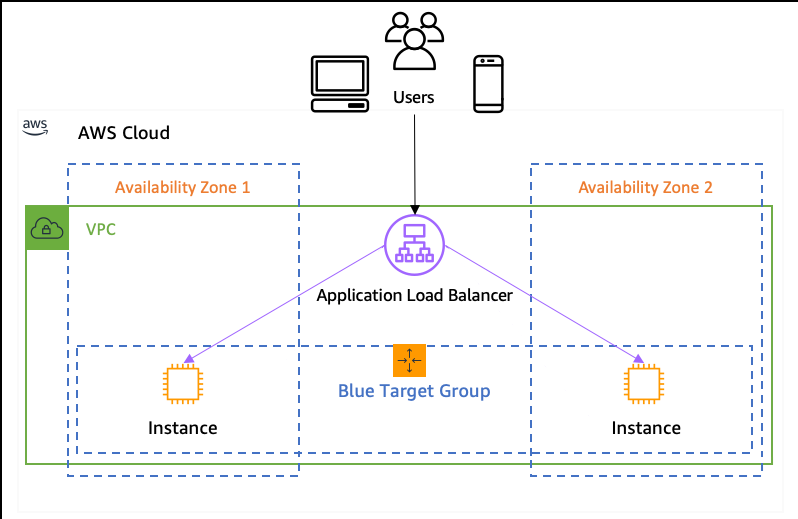 Users
aws
AWS Cloud
Availability Zone 1
Availability Zone 2
VPC
Application Load Balancer
Blue Target Group
Instance
Instance